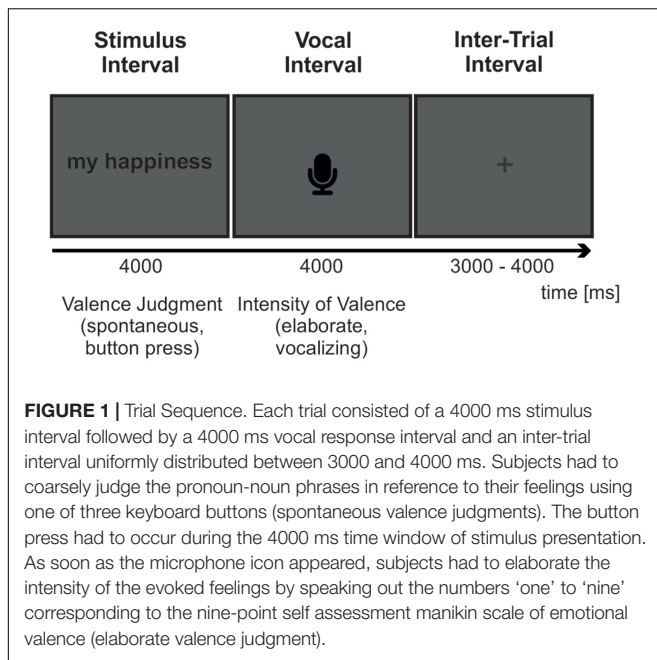 Stimulus Interval
Vocal Interval
Inter-Trial Interval
my happiness
+
4000
4000
3000 - 4000
time [ms]
Valence Judgment
(spontaneous,
button press)
Intensity of Valence
(elaborate,
vocalizing)
FIGURE 1 | Trial Sequence. Each trial consisted of a 4000 ms stimulus
interval followed by a 4000 ms vocal response interval and an inter-trial
interval uniformly distributed between 3000 and 4000 ms. Subjects had to
coarsely judge the pronoun-noun phrases in reference to their feelings using
one of three keyboard buttons (spontaneous valence judgments). The button
press had to occur during the 4000 ms time window of stimulus presentation.
As soon as the microphone icon appeared, subjects had to elaborate the
intensity of the evoked feelings by speaking out the numbers ‘one’ to ‘nine’
corresponding to the nine-point self assessment manikin scale of emotional
valence (elaborate valence judgment).